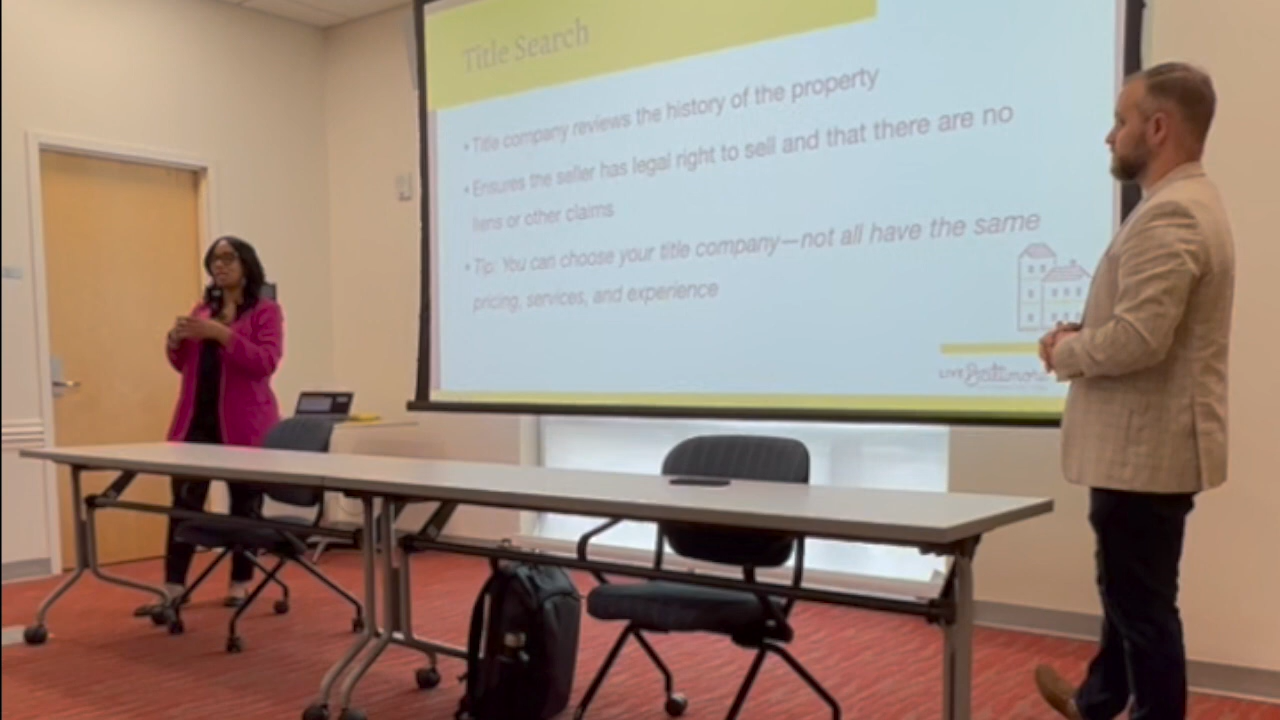 Title Search
• Title company reviews the history of the property
• Ensures the seller has legal right to sell and that there are no
liens or other claims
• Tip: You can choose your title company—not all have the same
pricing, services, and experience
LIVE Baltimore